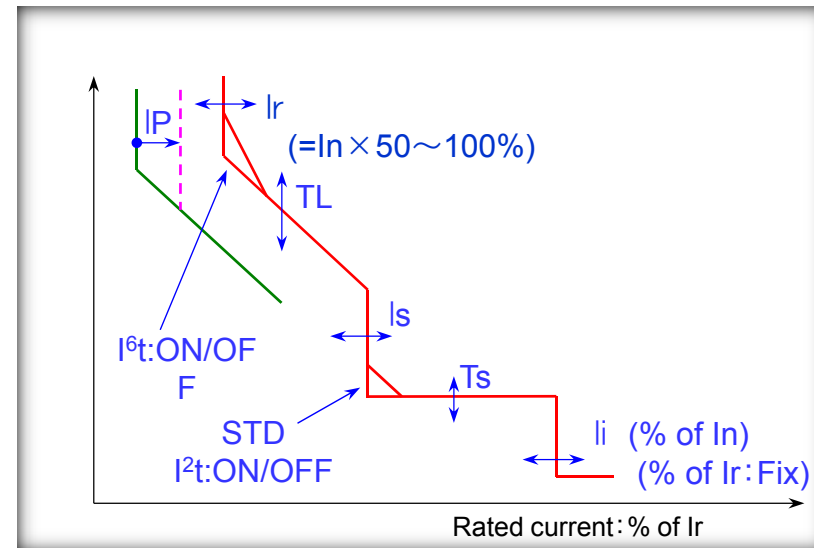 Ir
IP
(=In×50～100%)
TL
Is
I⁶t:ON/OF
F
Ts
STD
I²t:ON/OFF
Ii (% of In)
(% of Ir:Fix)
Rated current:% of Ir